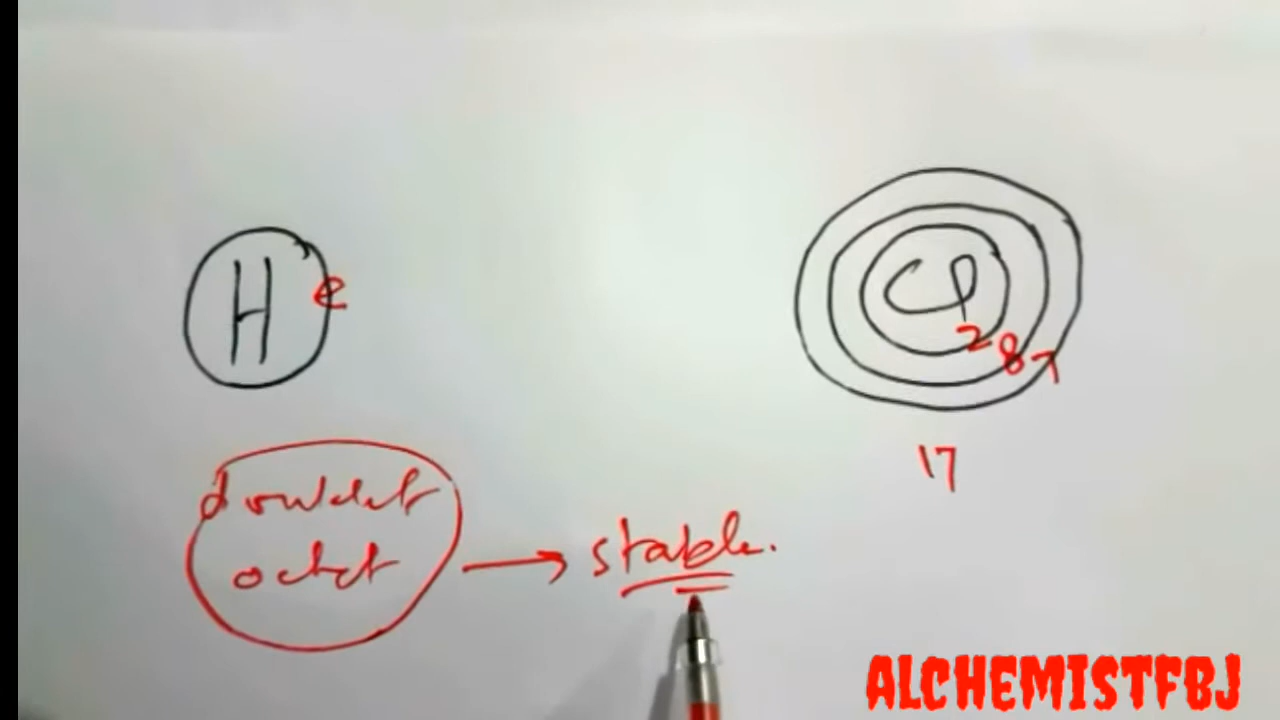 H
e
Cl
2 8 7
17
doublet
octet
stable.
ALCHEMISTFBJ